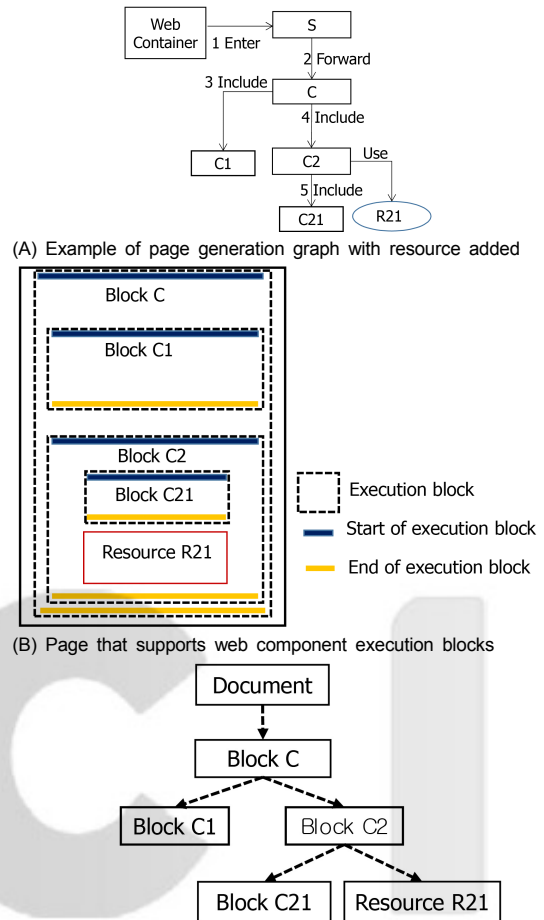 Web
Container
S
1 Enter
2 Forward
3 Include
C
4 Include
C1
C2
Use
5 Include
C21
R21
(A) Example of page generation graph with resource added
Block C
Block C1
Block C2
Block C21
Resource R21
Execution block
Start of execution block
End of execution block
(B) Page that supports web component execution blocks
Document
Block C
Block C1
Block C2
Block C21
Resource R21